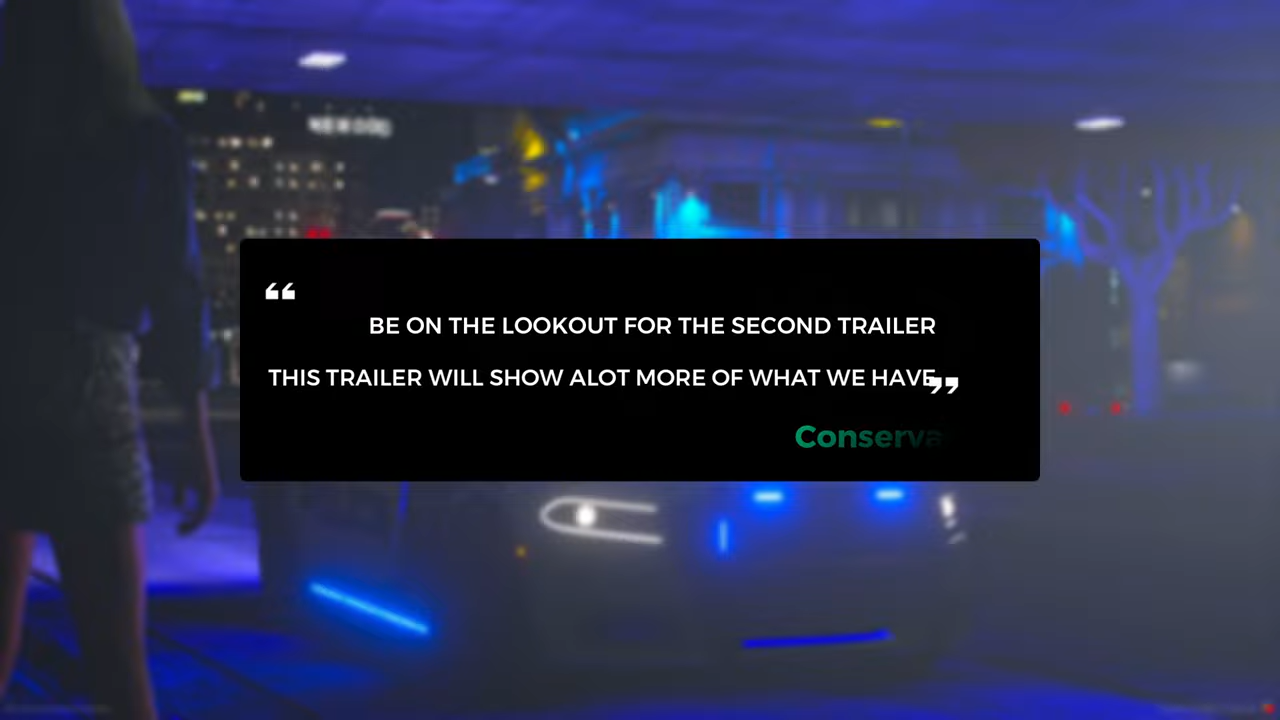 “
BE ON THE LOOKOUT FOR THE SECOND TRAILER
THIS TRAILER WILL SHOW ALOT MORE OF WHAT WE HAVE
”
Conserva